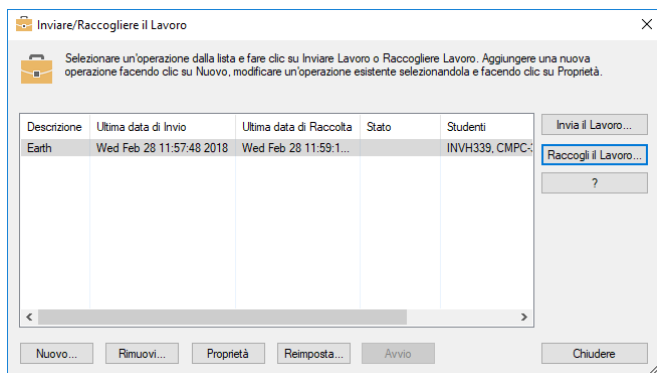 Inviare/Raccogliere il Lavoro
Selezionare un'operazione dalla lista e fare clic su Inviare Lavoro o Raccogliere Lavoro. Aggiungere una nuova
operazione facendo clic su Nuovo, modificare un'operazione esistente selezionandola e facendo clic su Proprietà.
Descrizione Ultima data di Invio Ultima data di Raccolta Stato Studenti
Earth Wed Feb 28 11:57:48 2018 Wed Feb 28 11:59:1... INVH339, CMPC-
Invia il Lavoro...
Raccogli il Lavoro...
?
Nuovo... Rimuovi... Proprietà Reimposta... Avvio Chiudere